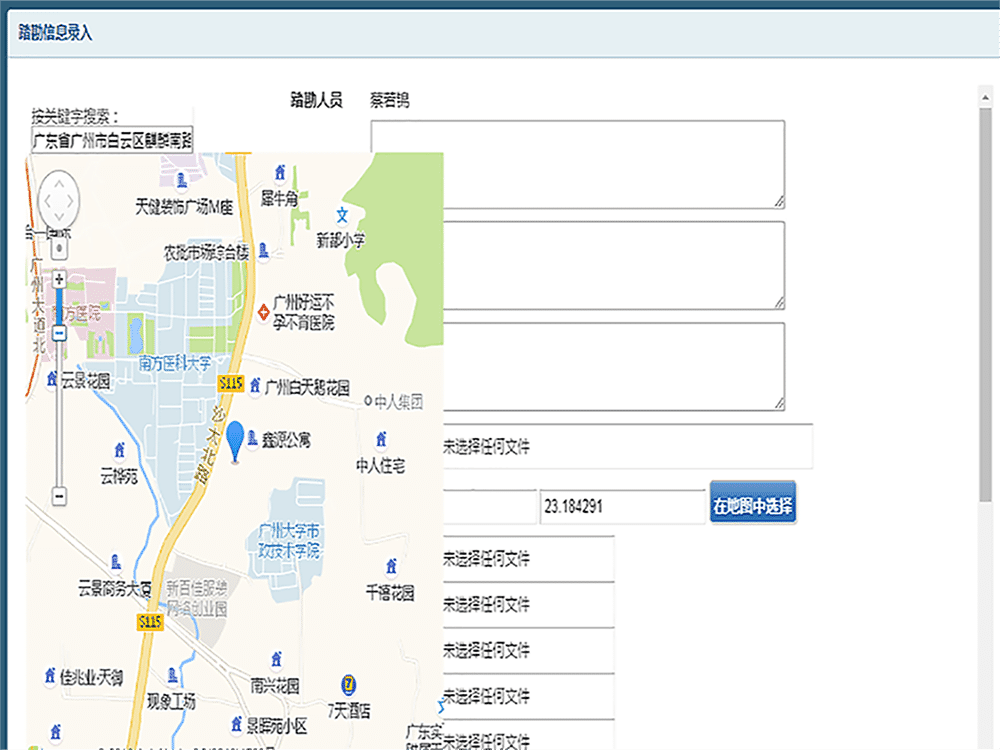 踏勘信息录入
踏勘人员 蔡若锔
按关键字搜索：
广东省广州市白云区麒麟南路
天健装饰广场M座
犀牛角
新部小学
农批市场综合楼
广州大道北
南方医院
广州好运不
孕不育医院
南方医科大学
云景花园
S115
广州白天鹅花园
中人集团
沙太北路
鑫源公寓
中人住宅
云桦苑
未选择任何文件
23.184291
在地图中选择
广州大学市
政技术学院
未选择任何文件
云景商务大厦
新百佳服装
网络创业园
千禧花园
未选择任何文件
S115
未选择任何文件
佳兆业·天御
南兴花园
现象工场
7天酒店
未选择任何文件
景晖苑小区
广东实
未选择任何文件